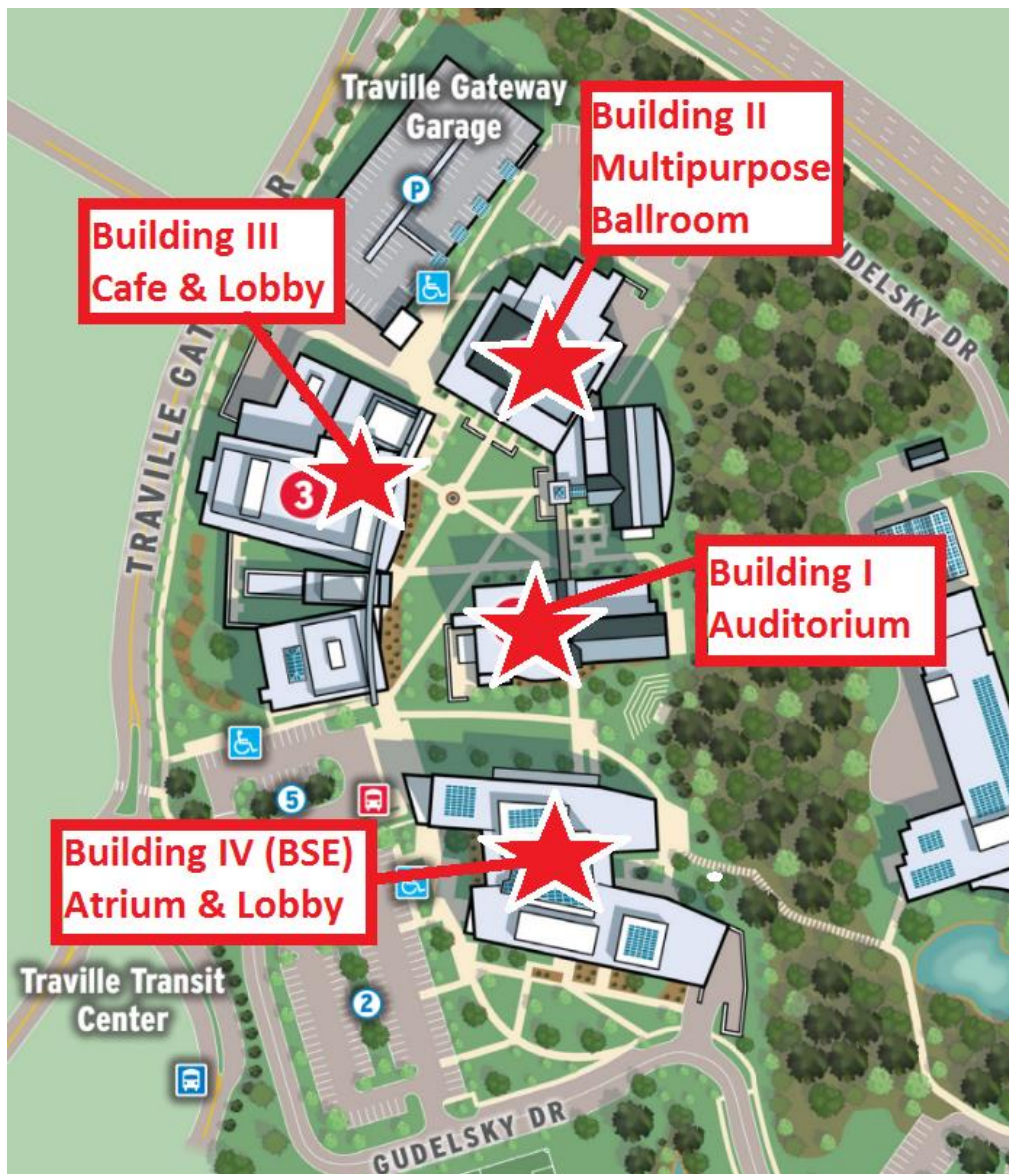 Traville Gateway
Garage
P
Building II
Multipurpose
Ballroom
Building III
Cafe & Lobby
GUDELSKY DR
TRAVILLE GAT
R
3
Building I
Auditorium
5
Building IV (BSE)
Atrium & Lobby
Traville Transit
Center
2
GUDELSKY DR